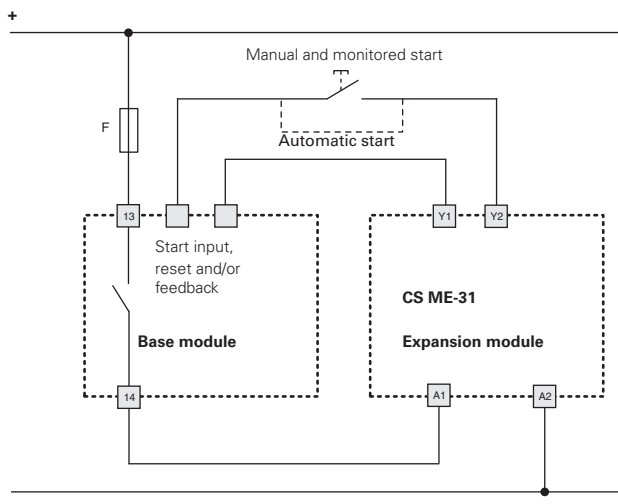 +
Manual and monitored start
F
Automatic start
13
Y1
Y2
Start input,
reset and/or
feedback
CS ME-31
Base module
Expansion module
14
A1
A2